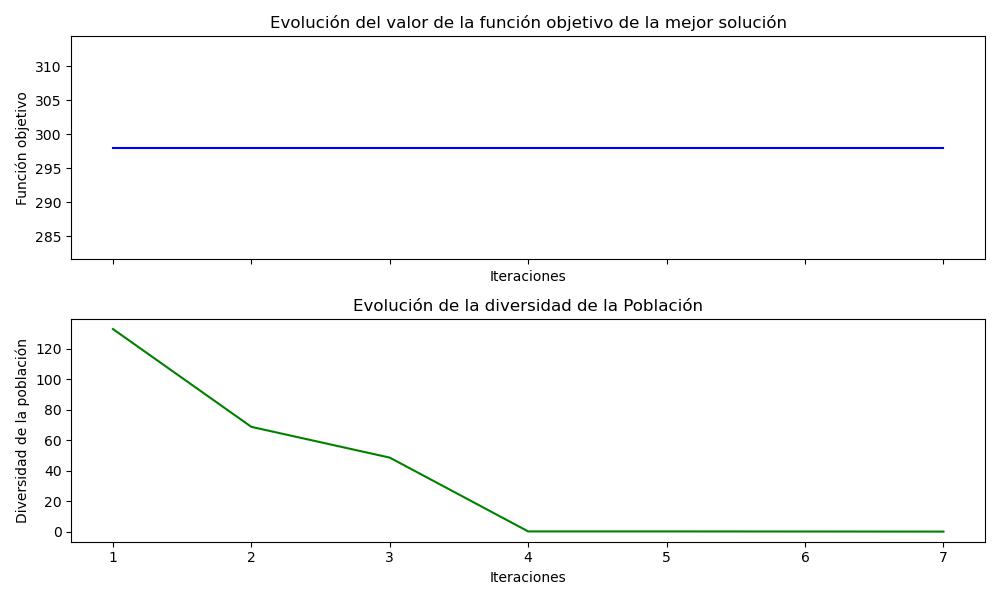 Evolución del valor de la función objetivo de la mejor solución
Función objetivo
310
305
300
295
290
285
Iteraciones
Evolución de la diversidad de la Población
Diversidad de la población
120
100
80
60
40
20
0
1 2 3 4 5 6 7
Iteraciones